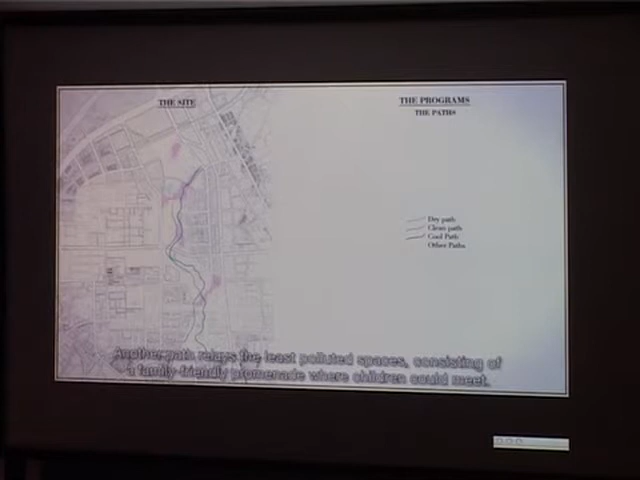 THE SITE
THE PROGRAMS
THE PATHS
Dry path
Clean path
Cool Path
Other Paths
Another path relays the least polluted spaces, consisting of
a family-friendly promenade where children could meet.